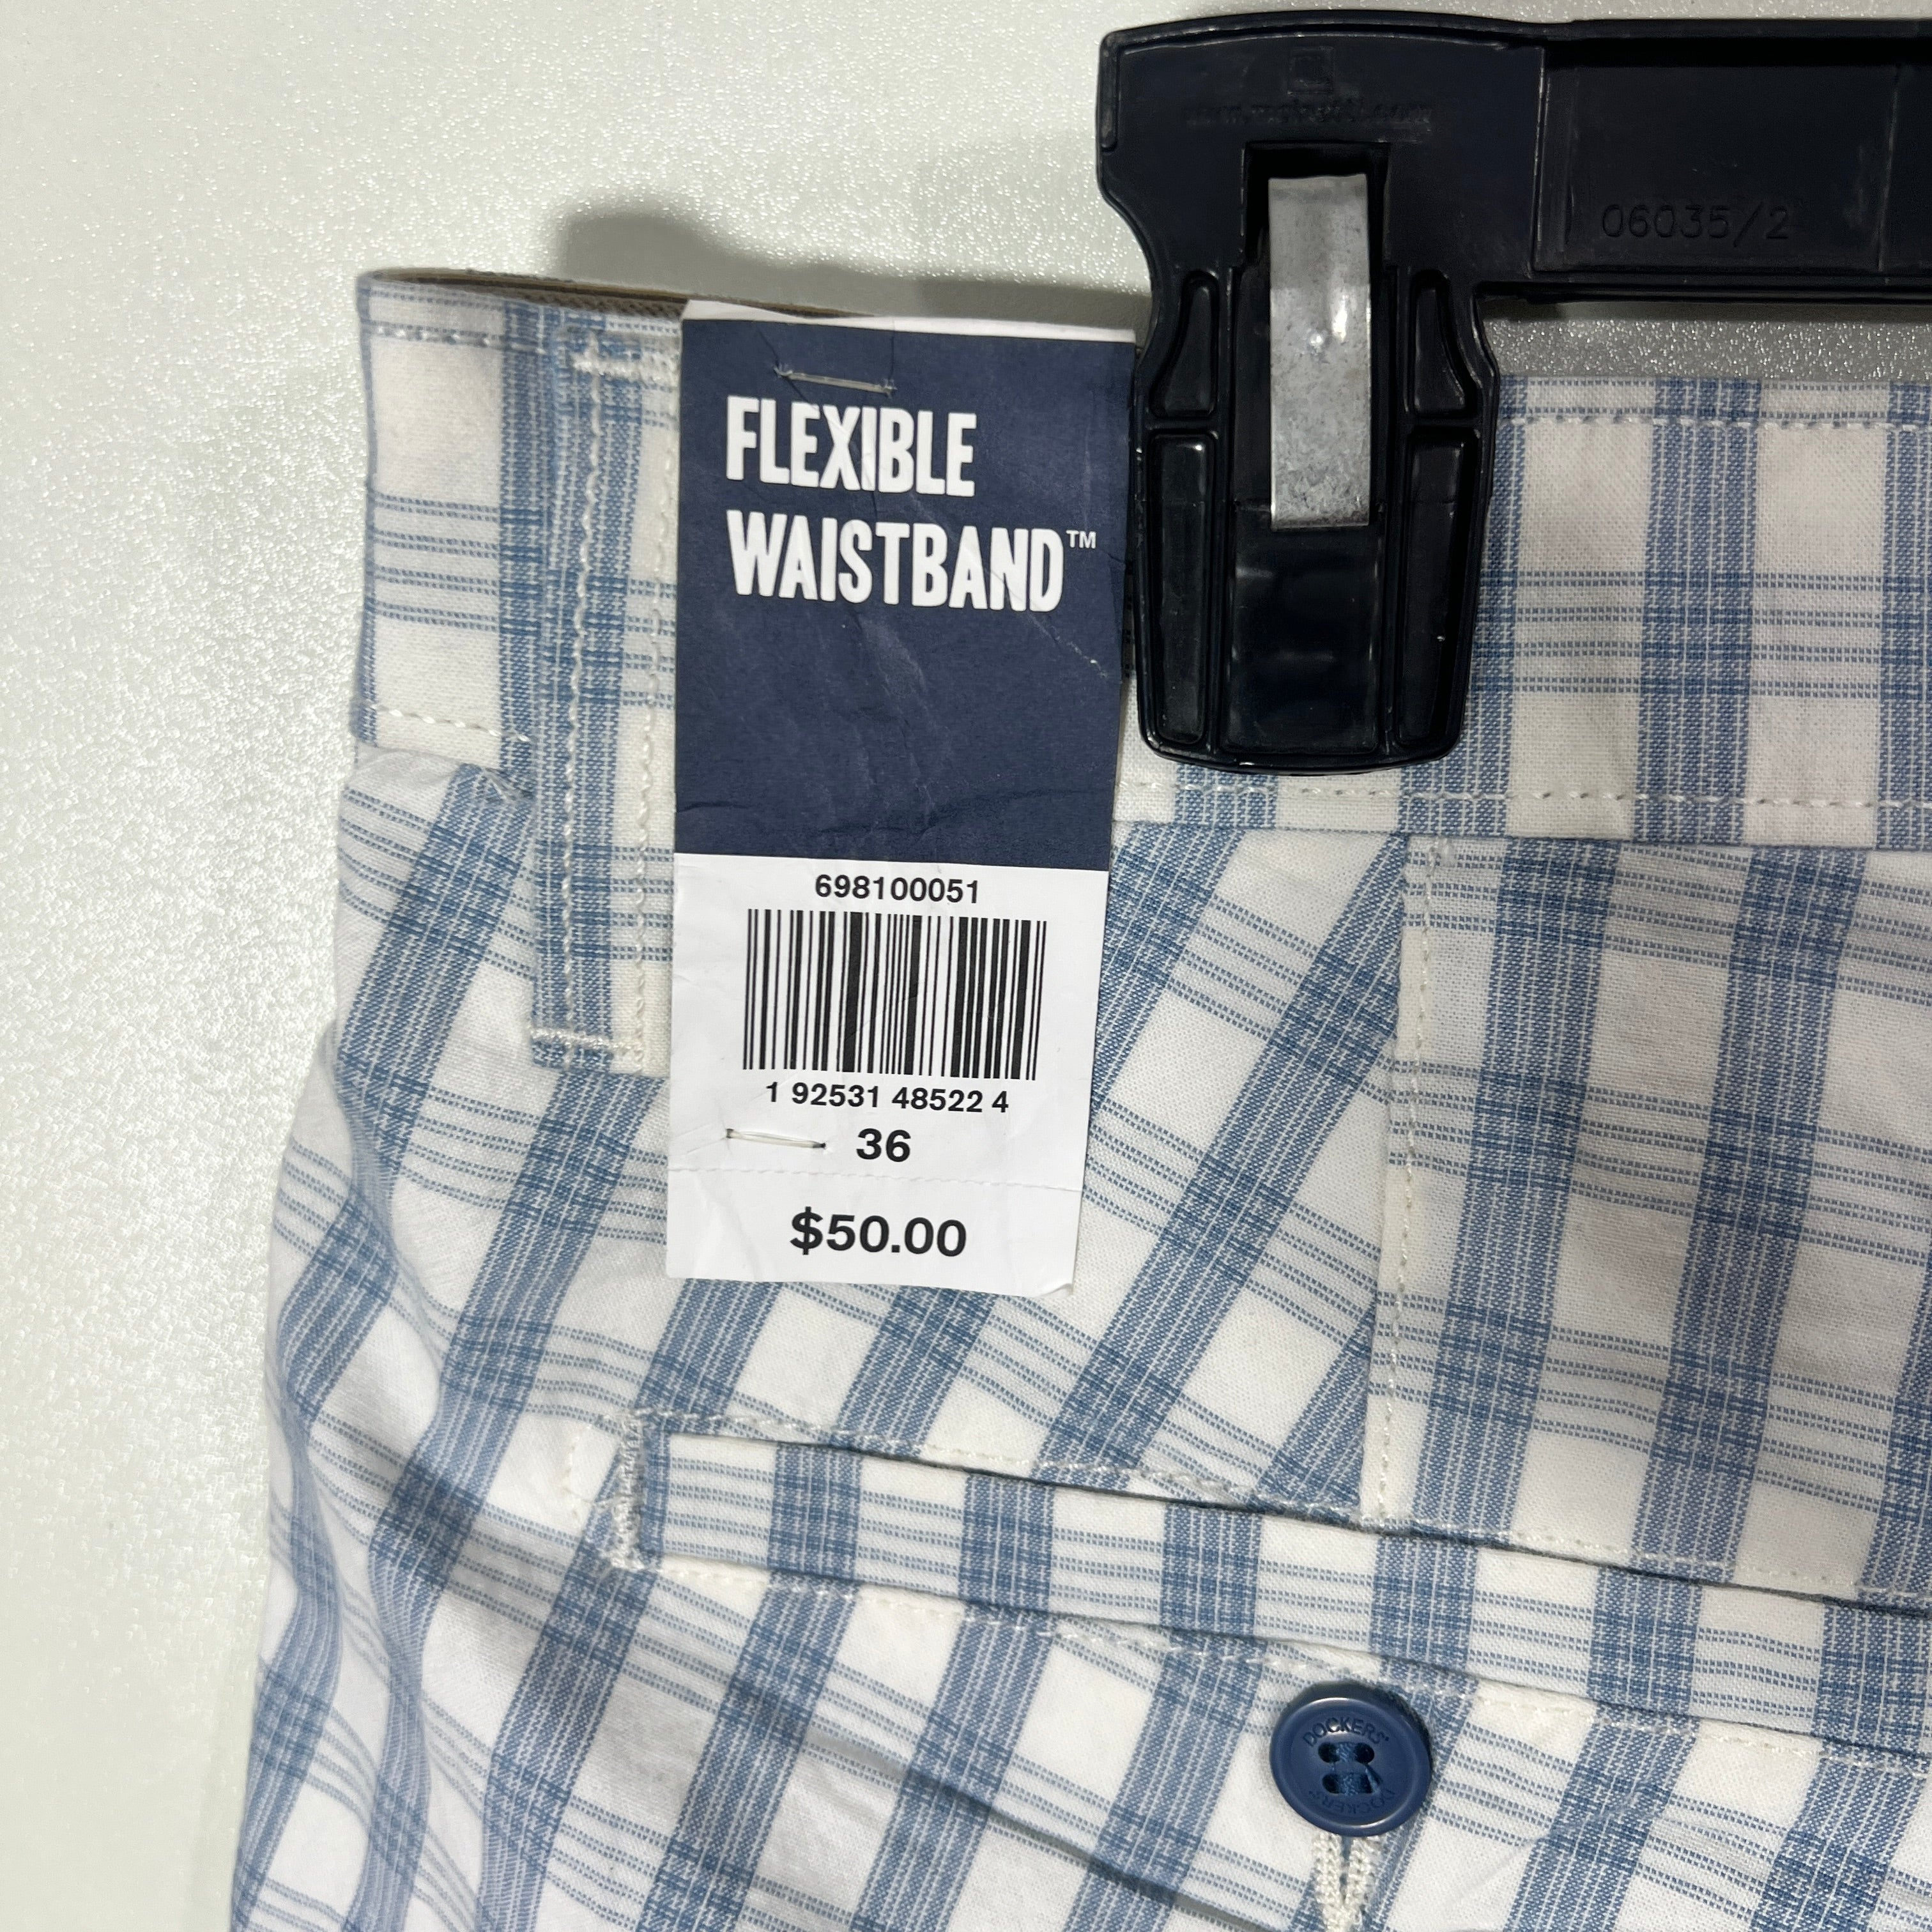 06035/2
FLEXIBLE
WAISTBAND™
698100051
1 92531 48522 4
36
$50.00
DOCKERS®
DOCKERS®